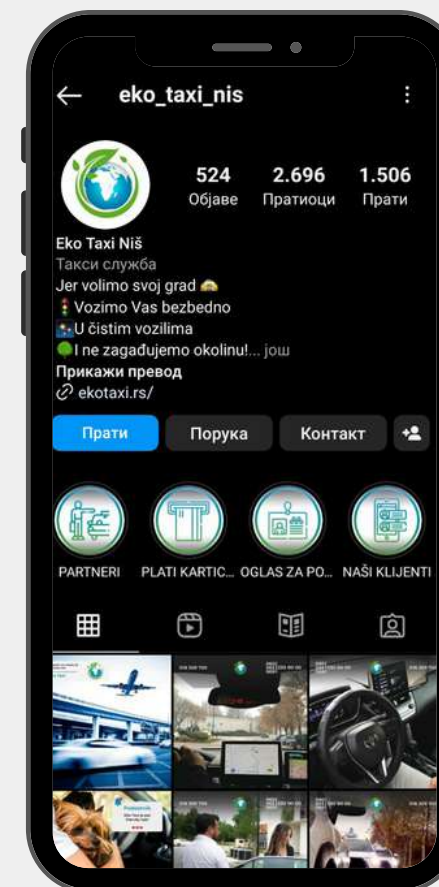 eko_taxi_nis
524 2.696 1.506
Објаве Пратиоци Прати
Eko Taxi Niš
Такси служба
Jer volimo svoj grad
Vozimo Vas bezbedno
U čistim vozilima
I ne zagađujemo okolinu!... још
Прикажи превод
ekotaxi.rs/
Прати Порука Контакт
PARTNERI PLATI KARTIC... OGLAS ZA PO... NAŠI KLIJENTI